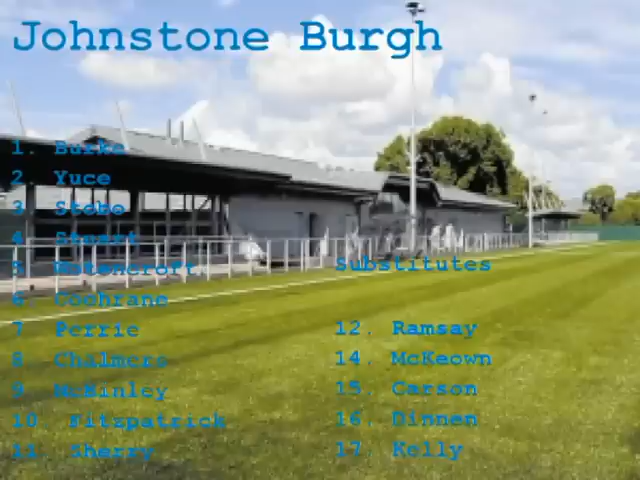 Johnstone Burgh
1. Burke
2 Yuce
3 Stobo
4 Stuart
5
6 Cochrane
7 Perrie
8 Chalmers
9 McKinley
10. Fitzpatrick
11. Sherry
Substitutes
12. Ramsay
14. McKeown
15. Carson
16. Dinnen
17. Kelly